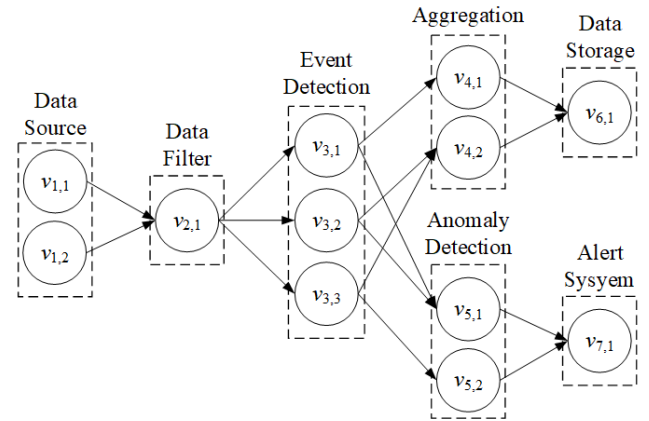 Data
Source
v1,1
v1,2
Data
Filter
v2,1
Event
Detection
v3,1
v3,2
v3,3
Aggregation
v4,1
v4,2
Anomaly
Detection
v5,1
v5,2
Data
Storage
v6,1
Alert
Sysyem
v7,1